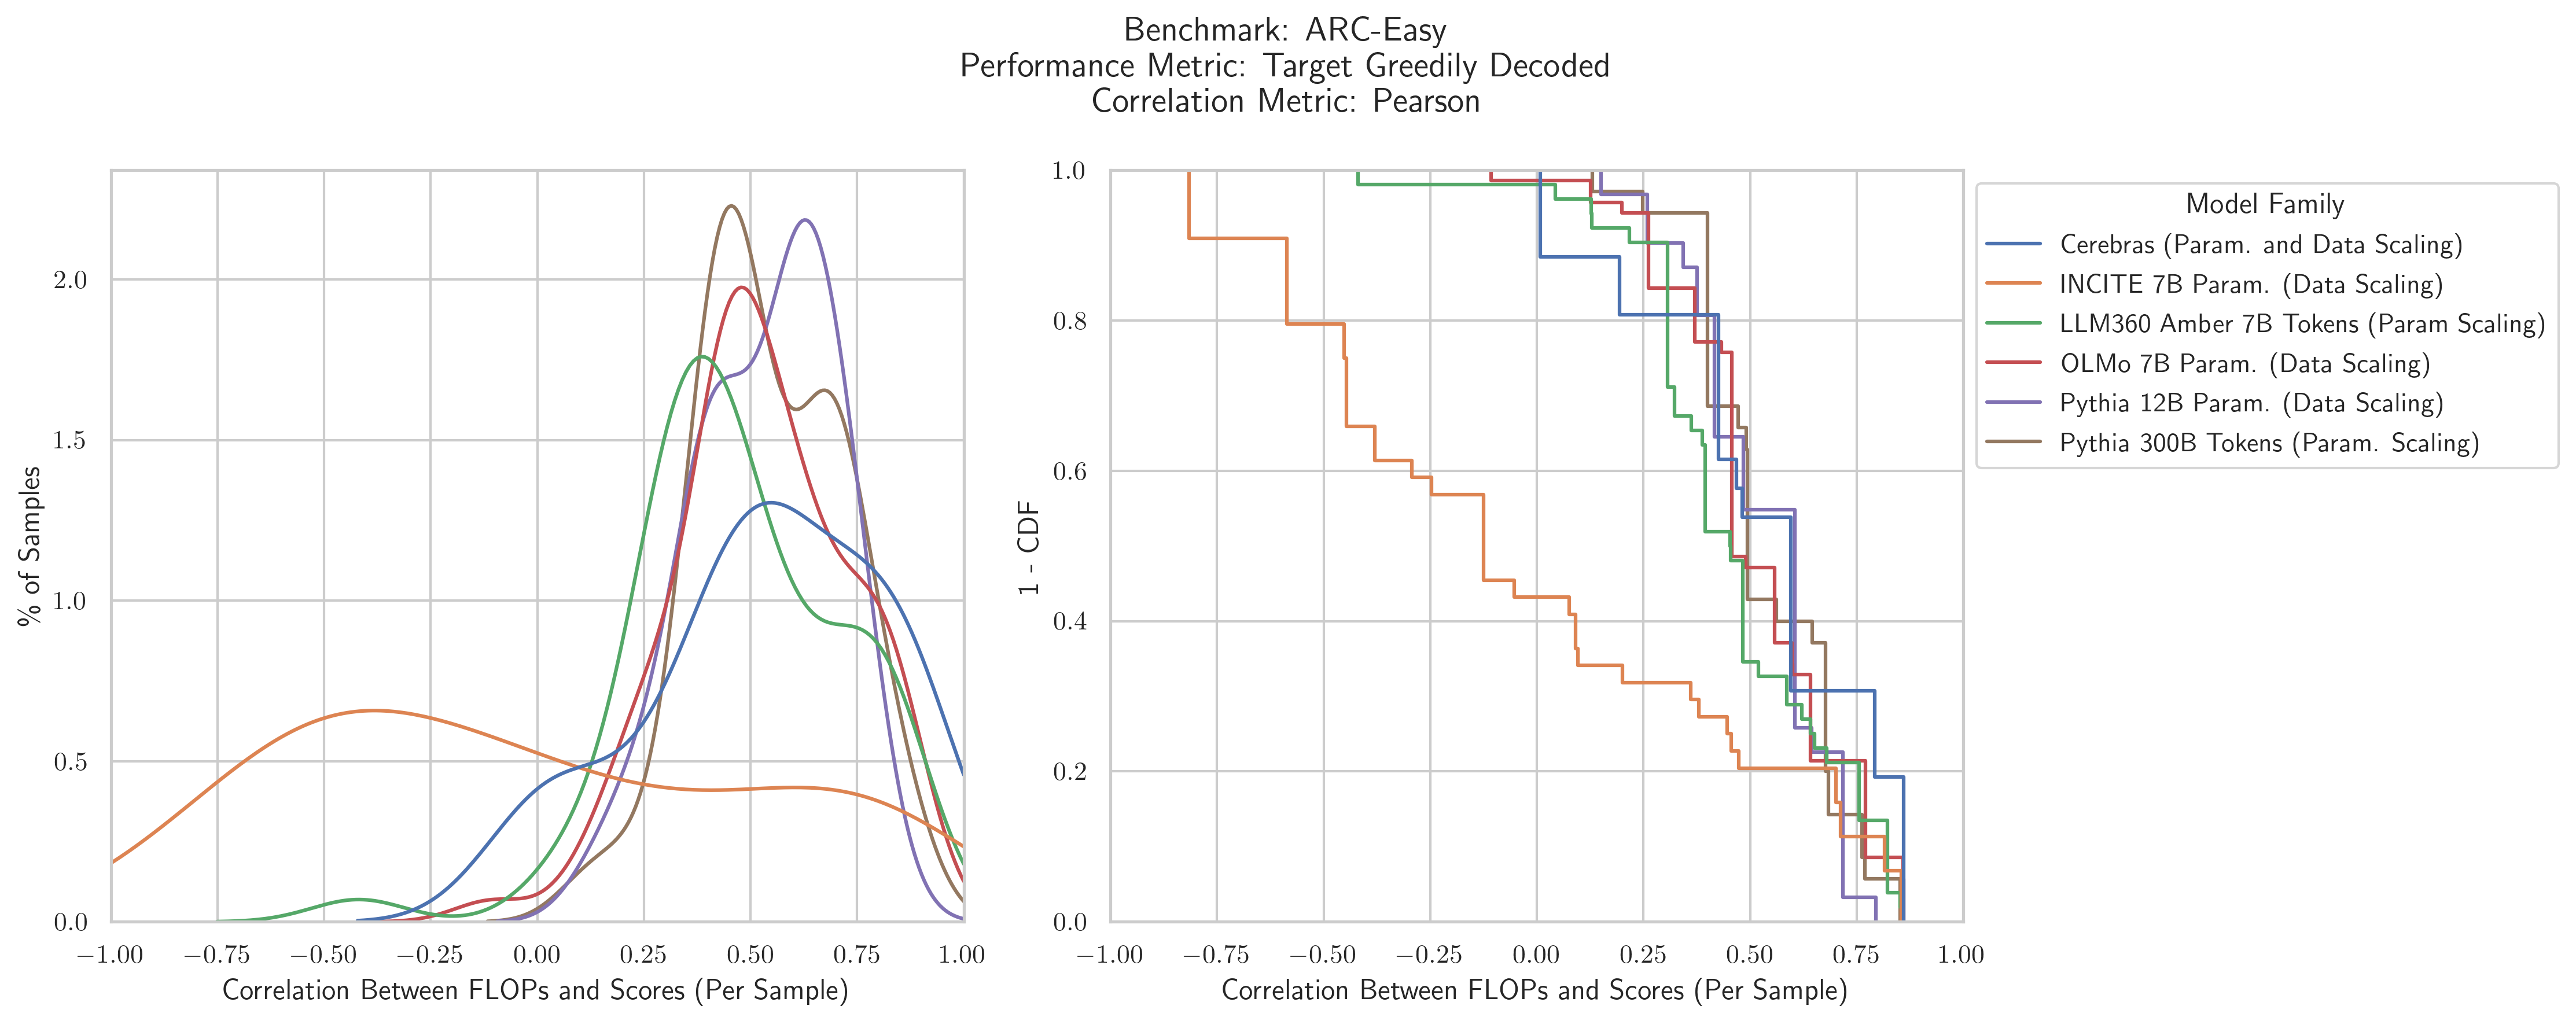 Benchmark: ARC-Easy
Performance Metric: Target Greedily Decoded
Correlation Metric: Pearson
% of Samples
2.0
1.5
1.0
0.5
0.0
−1.00 −0.75 −0.50 −0.25 0.00 0.25 0.50 0.75 1.00
Correlation Between FLOPs and Scores (Per Sample)
1 - CDF
1.0
0.8
0.6
0.4
0.2
0.0
−1.00 −0.75 −0.50 −0.25 0.00 0.25 0.50 0.75 1.00
Correlation Between FLOPs and Scores (Per Sample)
Model Family
Cerebras (Param. and Data Scaling)
INCITE 7B Param. (Data Scaling)
LLM360 Amber 7B Tokens (Param Scaling)
OLMo 7B Param. (Data Scaling)
Pythia 12B Param. (Data Scaling)
Pythia 300B Tokens (Param. Scaling)